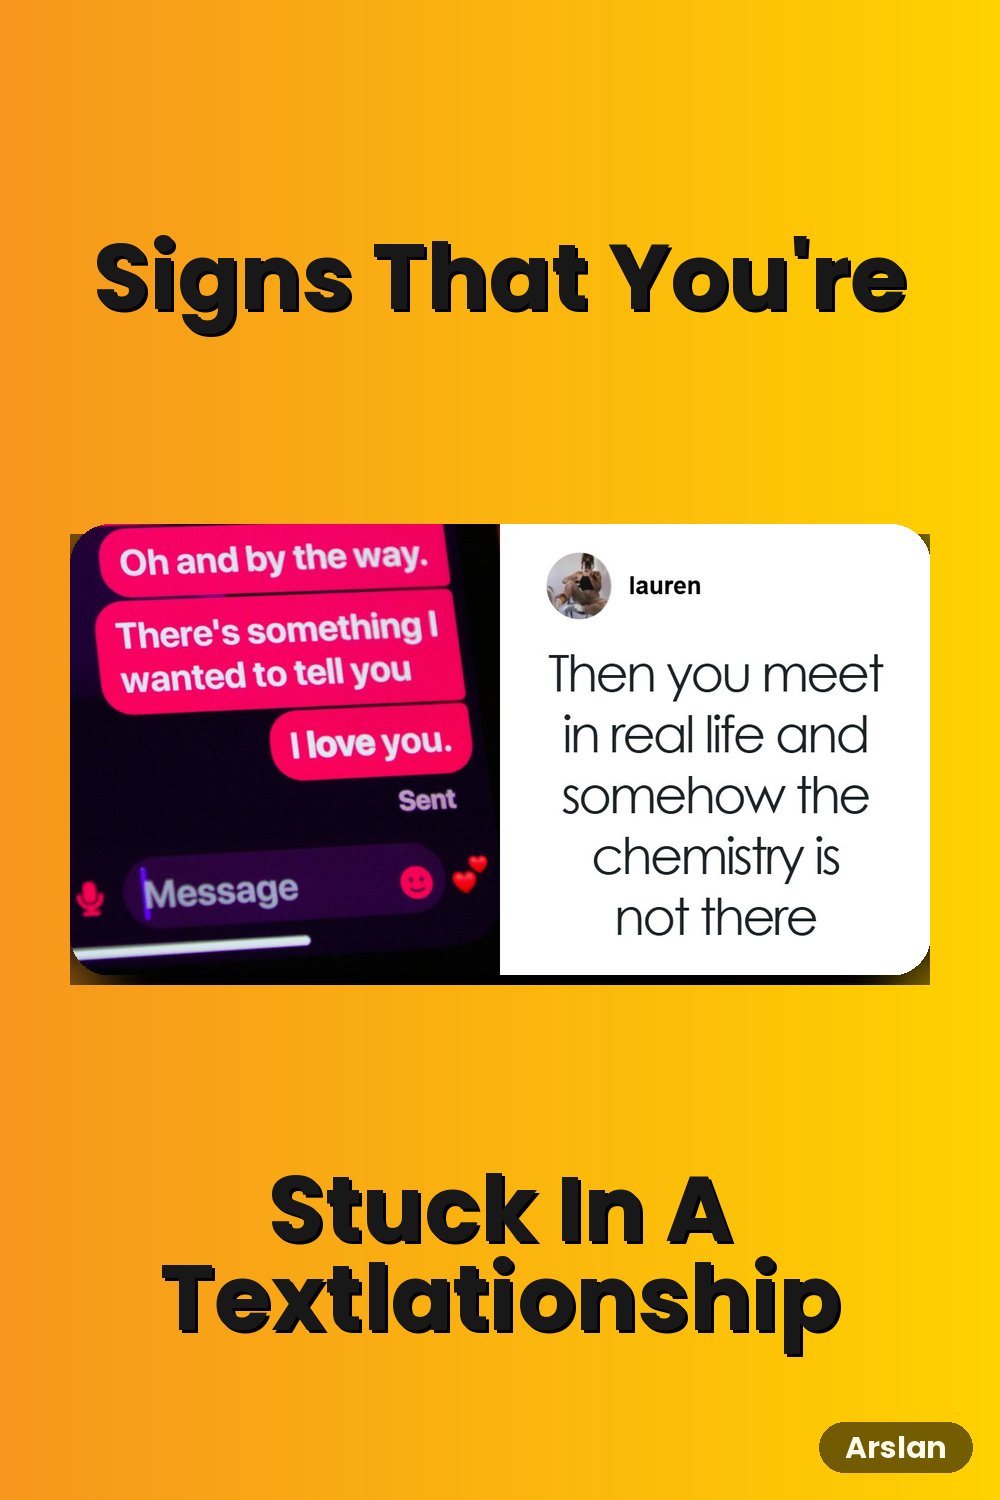 Signs That You're
Oh and by the way.
There's something I
wanted to tell you
I love you.
Sent
Message
lauren
Then you meet
in real life and
somehow the
chemistry is
not there
Stuck In A
Textlationship
Arslan